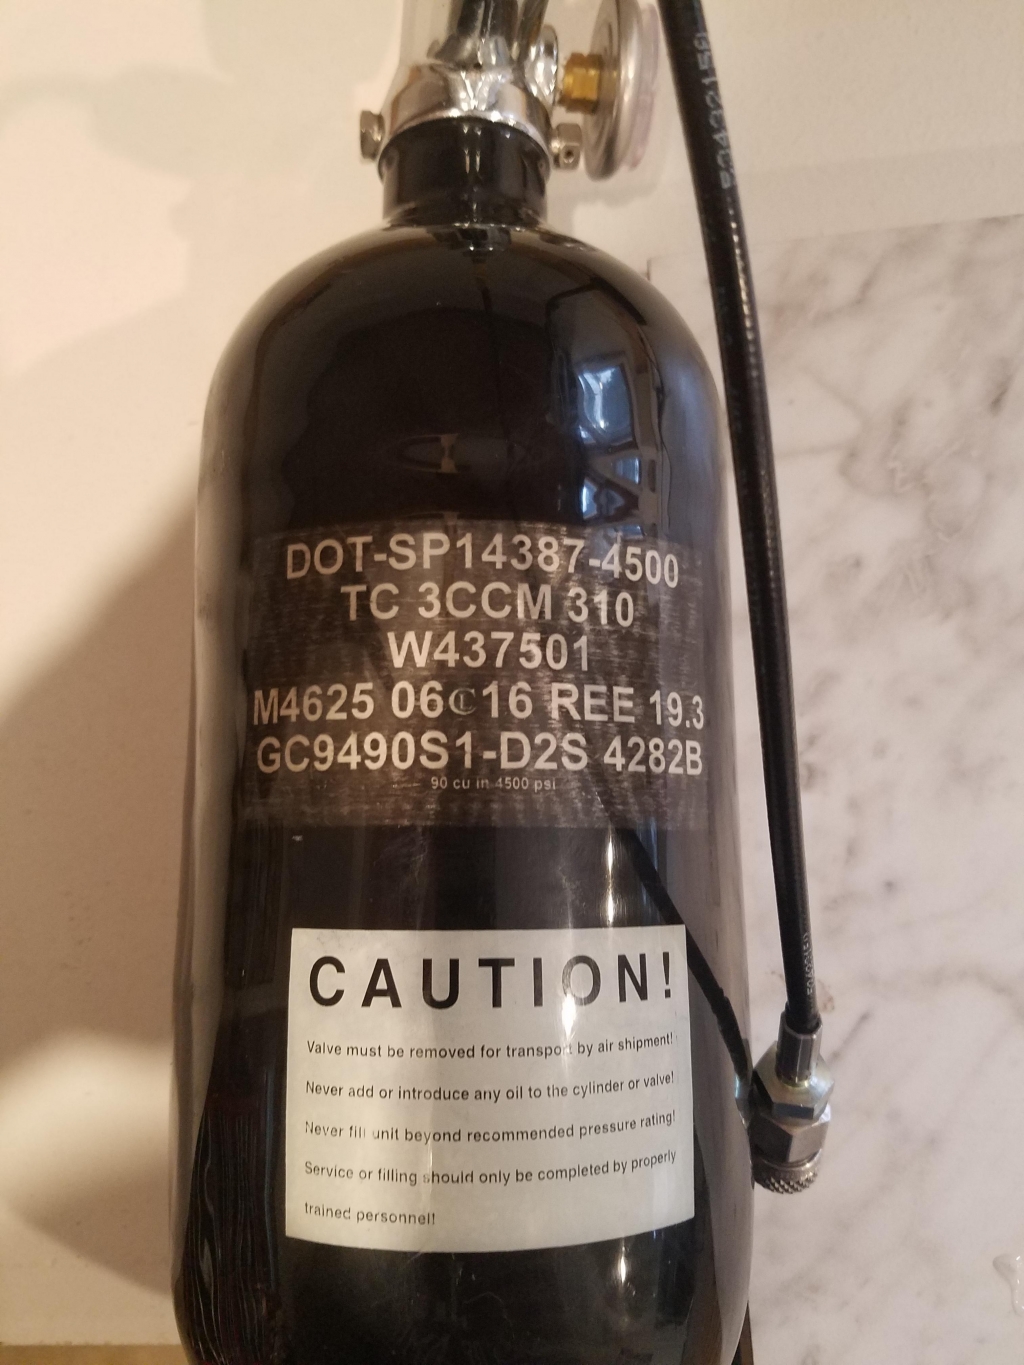 DOT-SP14387-4500
TC 3CCM 310
W437501
M4625 06 16 REE 19.3
GC9490S1-D2S 4282B
90 cu in 4500 psi
CAUTION!
Valve must be removed for transport by air shipment!
Never add or introduce any oil to the cylinder or valve!
Never fill unit beyond recommended pressure rating!
Service or filling should only be completed by properly
trained personnel!